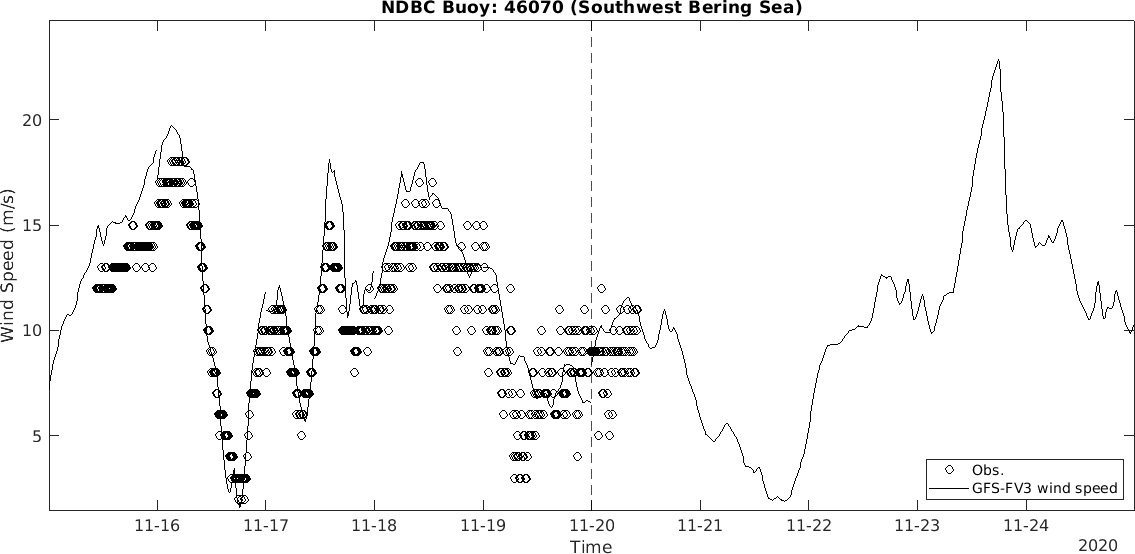 NDBC Buoy: 46070 (Southwest Bering Sea)
Wind Speed (m/s)
20
15
10
5
Obs.
GFS-FV3 wind speed
11-16 11-17 11-18 11-19 11-20 11-21 11-22 11-23 11-24
Time
2020